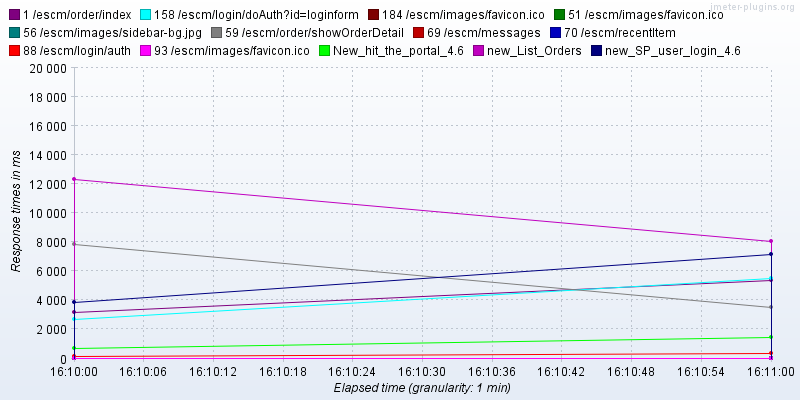 jmeter-plugins.org
1 /escm/order/index 158 /escm/login/doAuth?id=loginform 184 /escm/images/favicon.ico 51 /escm/images/favicon.ico
56 /escm/images/sidebar-bg.jpg 59 /escm/order/showOrderDetail 69 /escm/messages 70 /escm/recentItem
88 /escm/login/auth 93 /escm/images/favicon.ico New_hit_the_portal_4.6 new_List_Orders new_SP_user_login_4.6
20 000
18 000
16 000
14 000
12 000
10 000
8 000
6 000
4 000
2 000
0
Response times in ms
16:10:00 16:10:06 16:10:12 16:10:18 16:10:24 16:10:30 16:10:36 16:10:42 16:10:48 16:10:54 16:11:00
Elapsed time (granularity: 1 min)